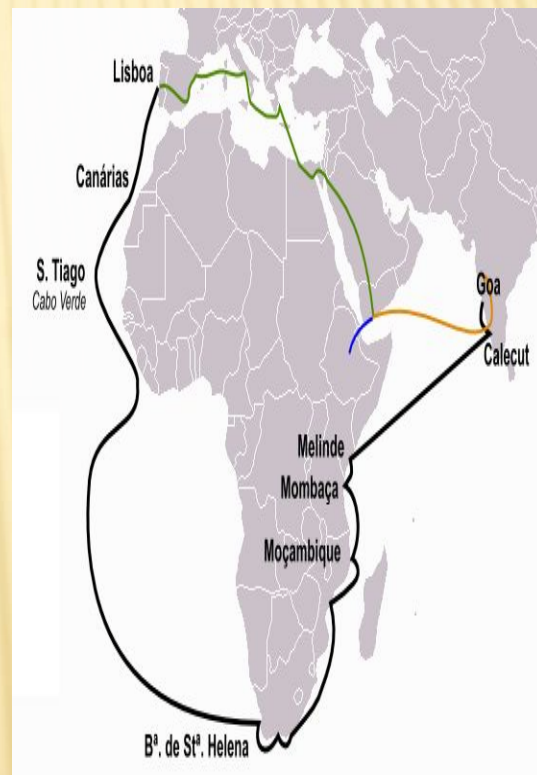 Lisboa
Canárias
S. Tiago
Cabo Verde
Goa
Calecut
Melinde
Mombaça
Moçambique
Bª. de Stª. Helena